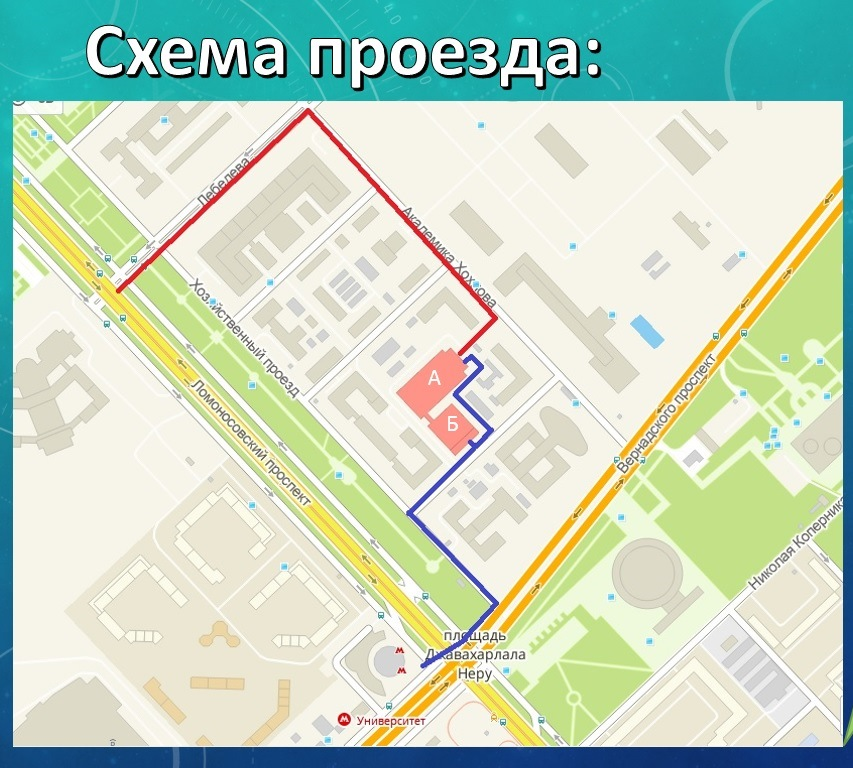 Схема проезда:
Лебедева
Академика Хохлова
Хозяйственный проезд
А
Б
Ломоносовский проспект
Вернадского проспект
Николая Коперника
площадь
Джавахарлала
Неру
М Университет